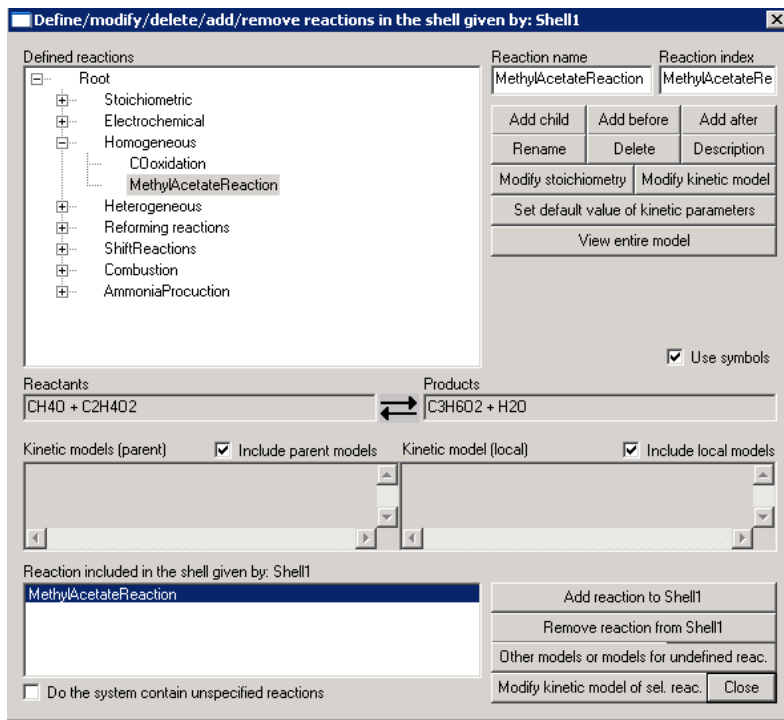 Define/modify/delete/add/remove reactions in the shell given by: Shell1
Defined reactions
Root
Stoichiometric
Electrochemical
Homogeneous
COoxidation
MethylAcetateReaction
Heterogeneous
Reforming reactions
ShiftReactions
Combustion
AmmoniaProcuction
Reaction name Reaction index
MethylAcetateReaction MethylAcetateRe
Add child Add before Add after
Rename Delete Description
Modify stoichiometry Modify kinetic model
Set default value of kinetic parameters
View entire model
Use symbols
Reactants Products
CH4O + C2H4O2 C3H6O2 + H2O
Kinetic models (parent) Include parent models Kinetic model (local) Include local models
Reaction included in the shell given by: Shell1
MethylAcetateReaction
Do the system contain unspecified reactions
Add reaction to Shell1
Remove reaction from Shell1
Other models or models for undefined reac.
Modify kinetic model of sel. reac. Close